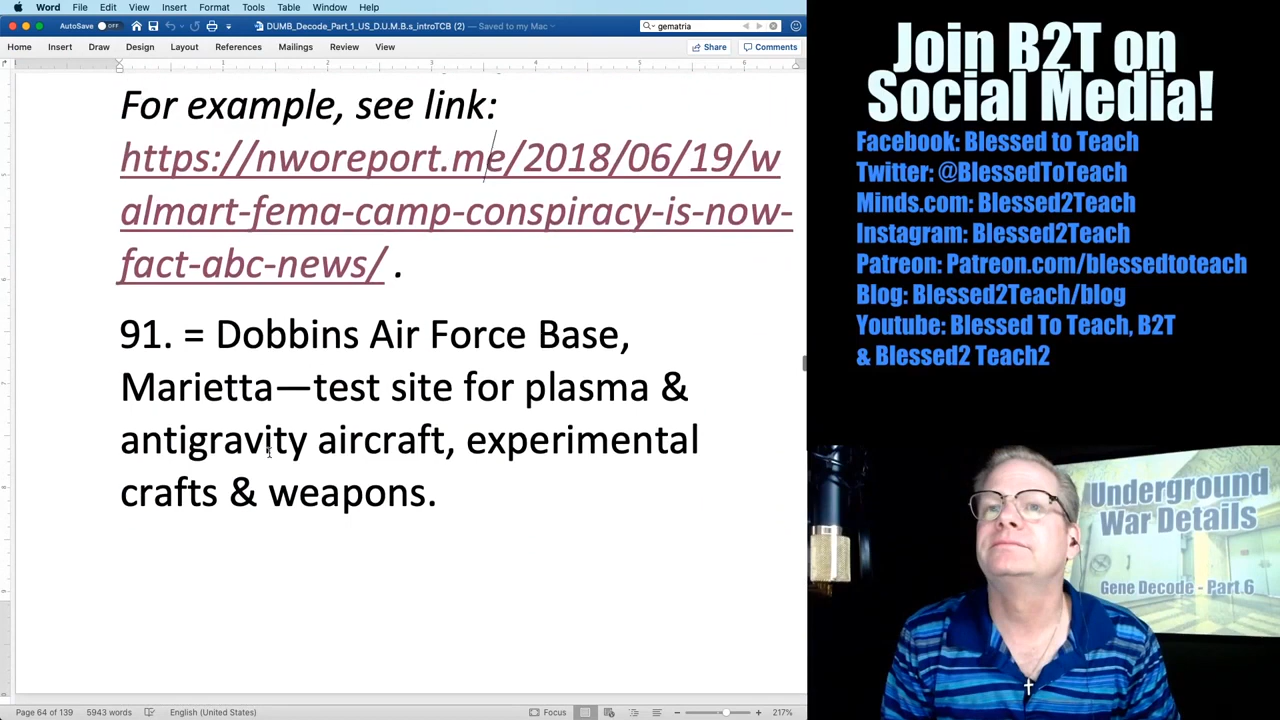 Word File Edit View Insert Format Tools Table Window Help
AutoSave OFF DUMB_Decode_Part_1_US_D.U.M.B.s_introTCB (2) — Saved to my Mac gematria
Home Insert Draw Design Layout References Mailings Review View Share Comments
For example, see link:
https://nworeport.me/2018/06/19/w
almart-fema-camp-conspiracy-is-now-
fact-abc-news/ .
91. = Dobbins Air Force Base,
Marietta—test site for plasma &
antigravity aircraft, experimental
crafts & weapons.
Page 64 of 139 5943 words English (United States) Focus 217%
Join B2T on
Social Media!
Facebook: Blessed to Teach
Twitter: @BlessedToTeach
Minds.com: Blessed2Teach
Instagram: Blessed2Teach
Patreon: Patreon.com/blessedtoteach
Blog: Blessed2Teach/blog
Youtube: Blessed To Teach, B2T
& Blessed2 Teach2
Underground
War Details
Gene Decode - Part.6